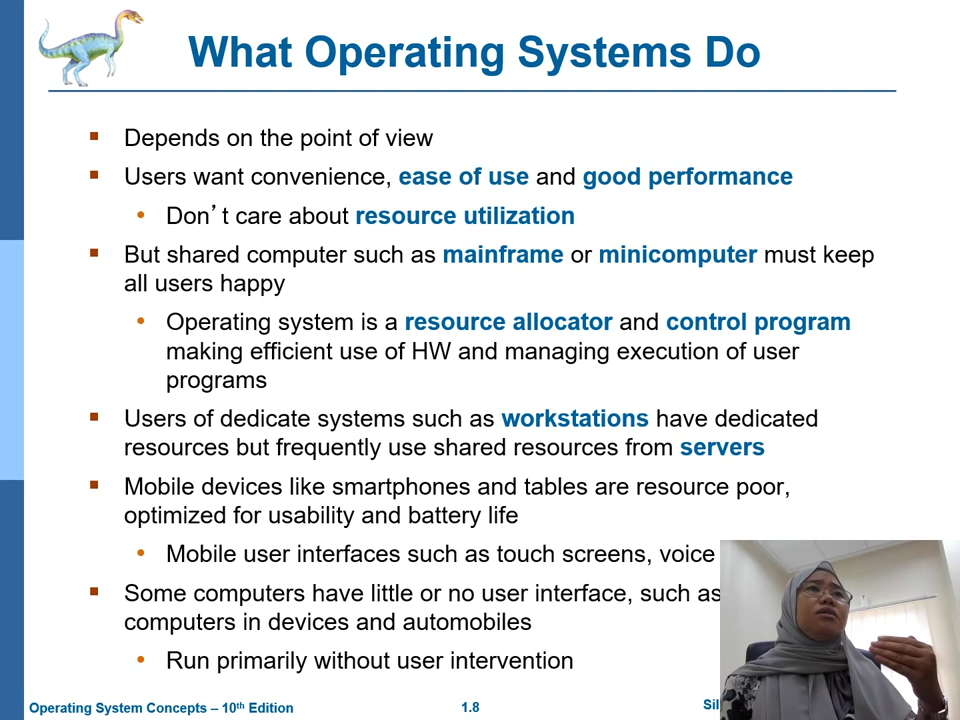 What Operating Systems Do
Depends on the point of view
Users want convenience, ease of use and good performance
Don’t care about resource utilization
But shared computer such as mainframe or minicomputer must keep
all users happy
Operating system is a resource allocator and control program
making efficient use of HW and managing execution of user
programs
Users of dedicate systems such as workstations have dedicated
resources but frequently use shared resources from servers
Mobile devices like smartphones and tables are resource poor,
optimized for usability and battery life
Mobile user interfaces such as touch screens, voice
Some computers have little or no user interface, such as
computers in devices and automobiles
Run primarily without user intervention
Operating System Concepts – 10th Edition
1.8